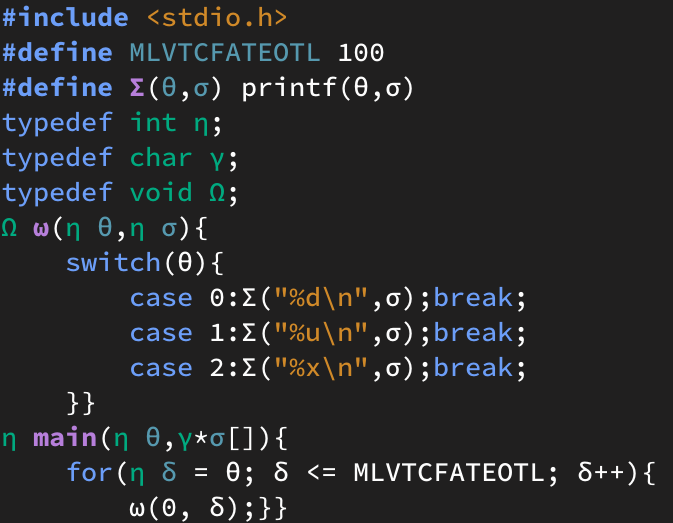 #include <stdio.h>
#define MLVTCFATEOTL 100
#define Σ(θ,σ) printf(θ,σ)
typedef int η;
typedef char γ;
typedef void Ω;
Ω ω(η θ,η σ){
    switch(θ){
        case 0:Σ("%d\n",σ);break;
        case 1:Σ("%u\n",σ);break;
        case 2:Σ("%x\n",σ);break;
    }}
η main(η θ,γ*σ[]){
    for(η δ = θ; δ <= MLVTCFATEOTL; δ++){
        ω(0, δ);}}